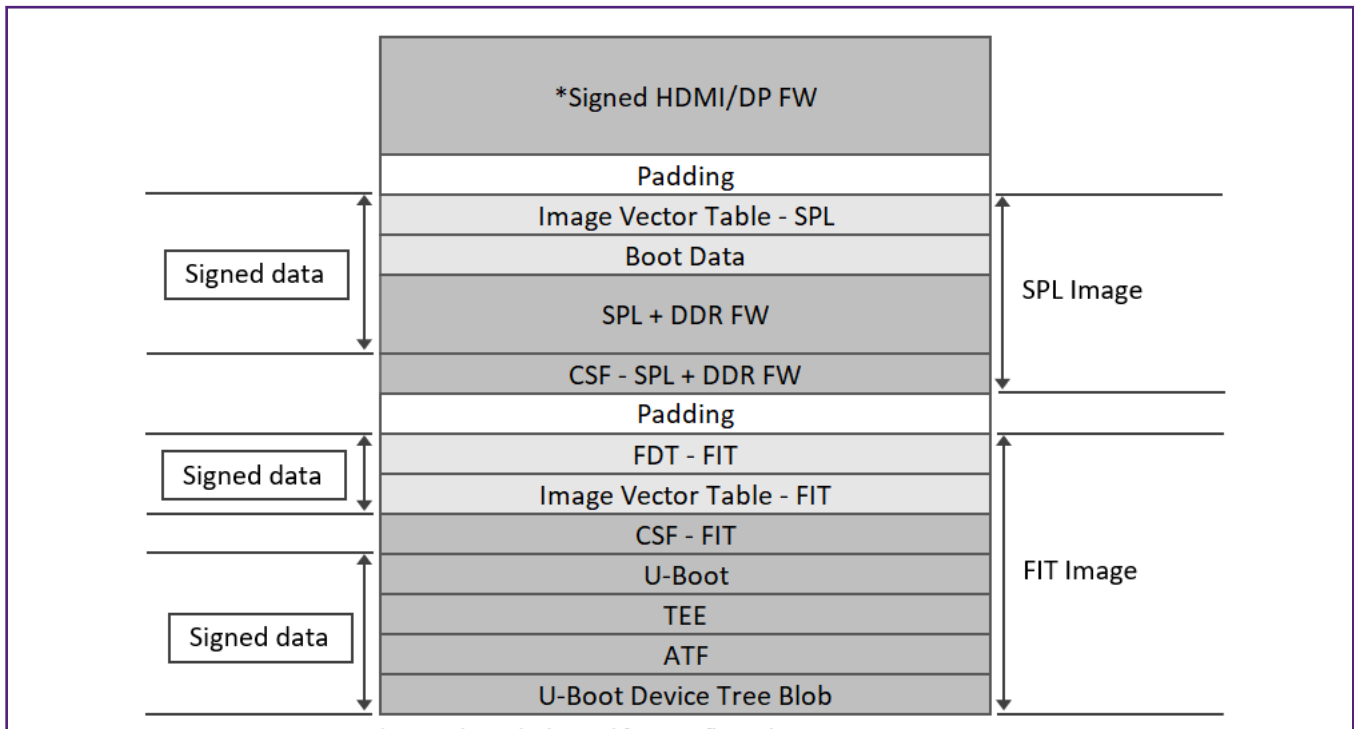 *Signed HDMI/DP FW
Padding
Image Vector Table - SPL
Boot Data
Signed data
SPL + DDR FW
SPL Image
CSF - SPL + DDR FW
Padding
FDT - FIT
Signed data
Image Vector Table - FIT
CSF - FIT
U-Boot
FIT Image
TEE
Signed data
ATF
U-Boot Device Tree Blob